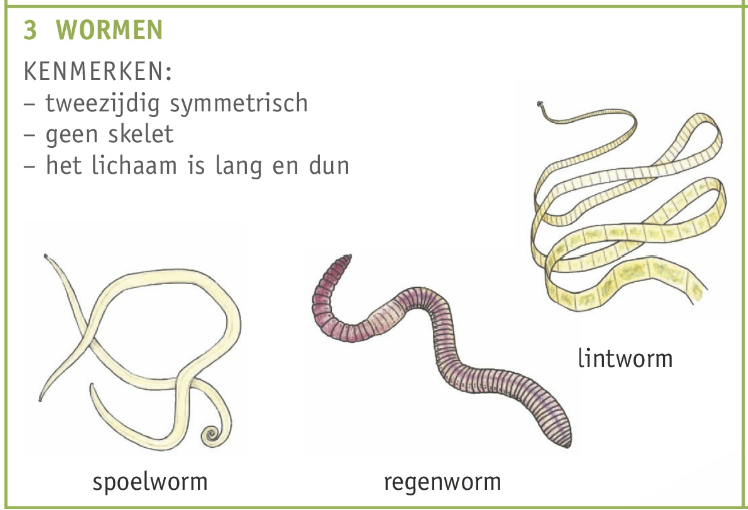 3 WORMEN
KENMERKEN:
– tweezijdig symmetrisch
– geen skelet
– het lichaam is lang en dun
lintworm
spoelworm
regenworm